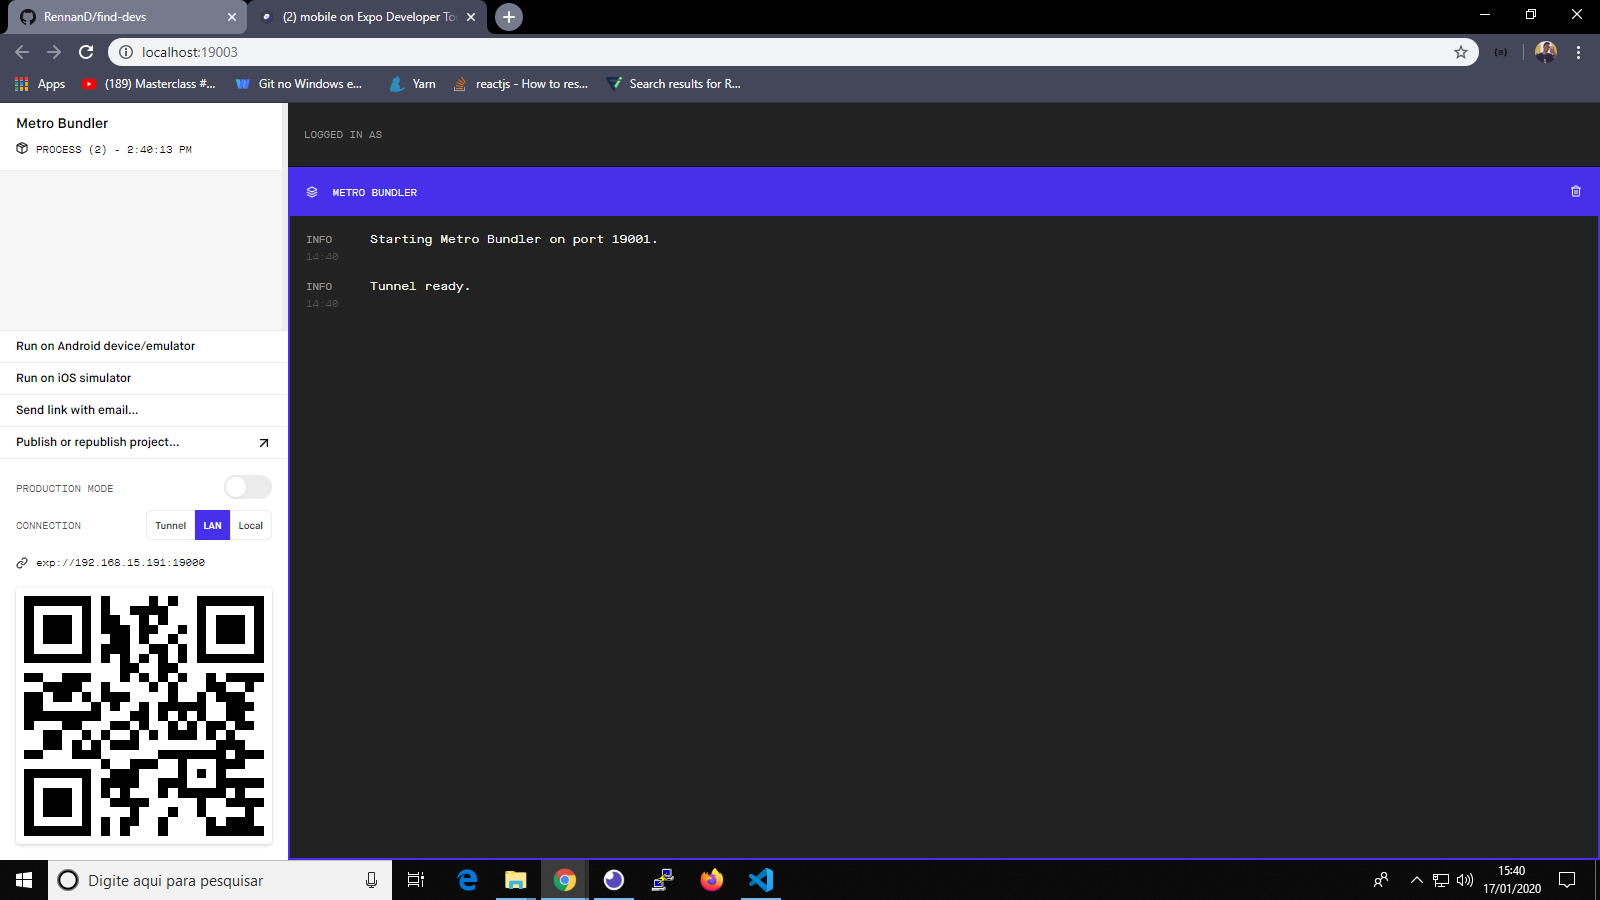 RennanD/find-devs
(2) mobile on Expo Developer To
localhost:19003
Apps
(189) Masterclass #...
Git no Windows e...
Yarn
reactjs - How to res...
Search results for R...
Metro Bundler
PROCESS (2) - 2:40:13 PM
LOGGED IN AS
METRO BUNDLER
INFO
Starting Metro Bundler on port 19001.
14:40
INFO
Tunnel ready.
14:40
Run on Android device/emulator
Run on iOS simulator
Send link with email...
Publish or republish project...
PRODUCTION MODE
CONNECTION
Tunnel
LAN
Local
exp://192.168.15.191:19000
Digite aqui para pesquisar
15:40
17/01/2020